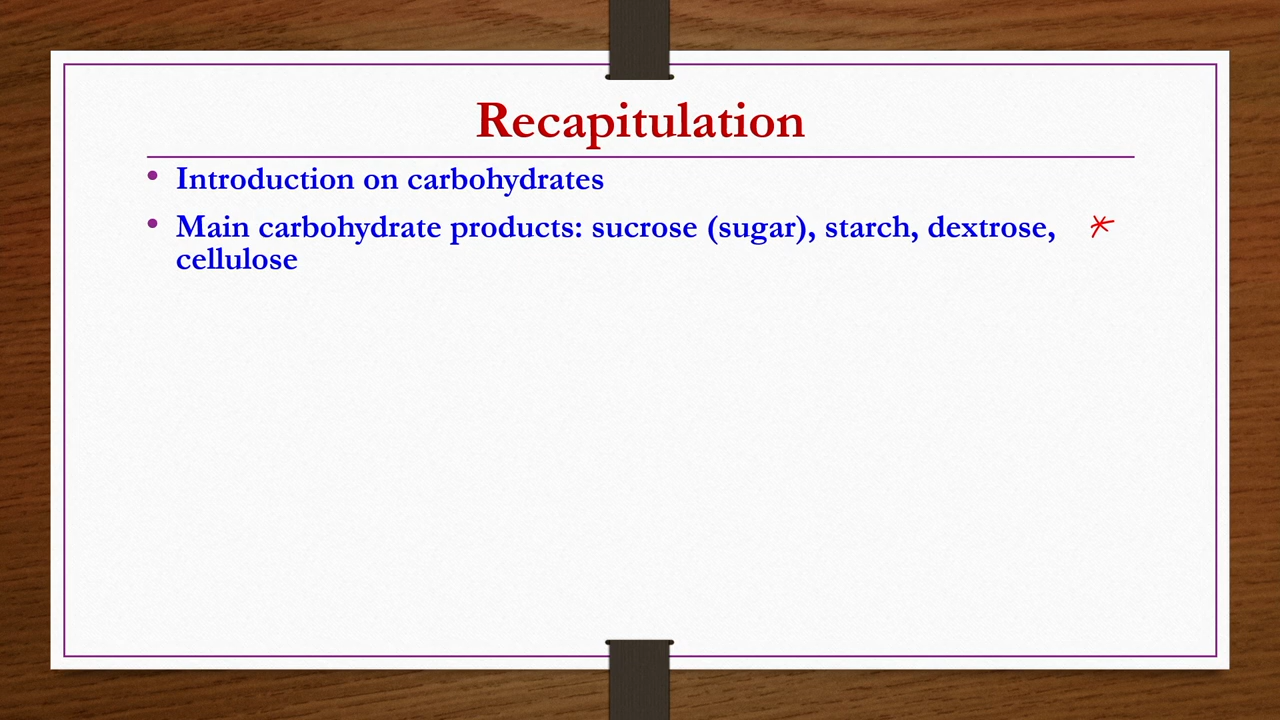 Recapitulation
• Introduction on carbohydrates
• Main carbohydrate products: sucrose (sugar), starch, dextrose, *
cellulose